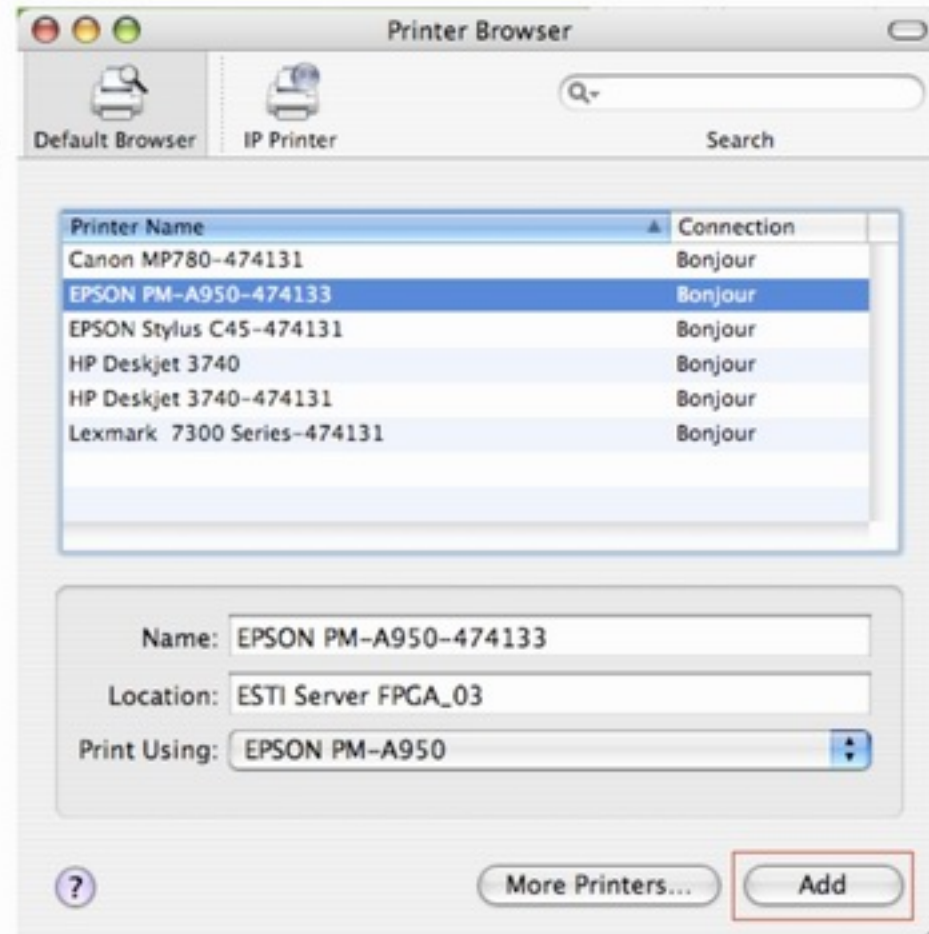 Printer Browser
Default Browser
IP Printer
Search
Printer Name Connection
Canon MP780-474131 Bonjour
EPSON PM-A950-474133 Bonjour
EPSON Stylus C45-474131 Bonjour
HP Deskjet 3740 Bonjour
HP Deskjet 3740-474131 Bonjour
Lexmark 7300 Series-474131 Bonjour
Name: EPSON PM-A950-474133
Location: ESTI Server FPGA_03
Print Using: EPSON PM-A950
? More Printers... Add